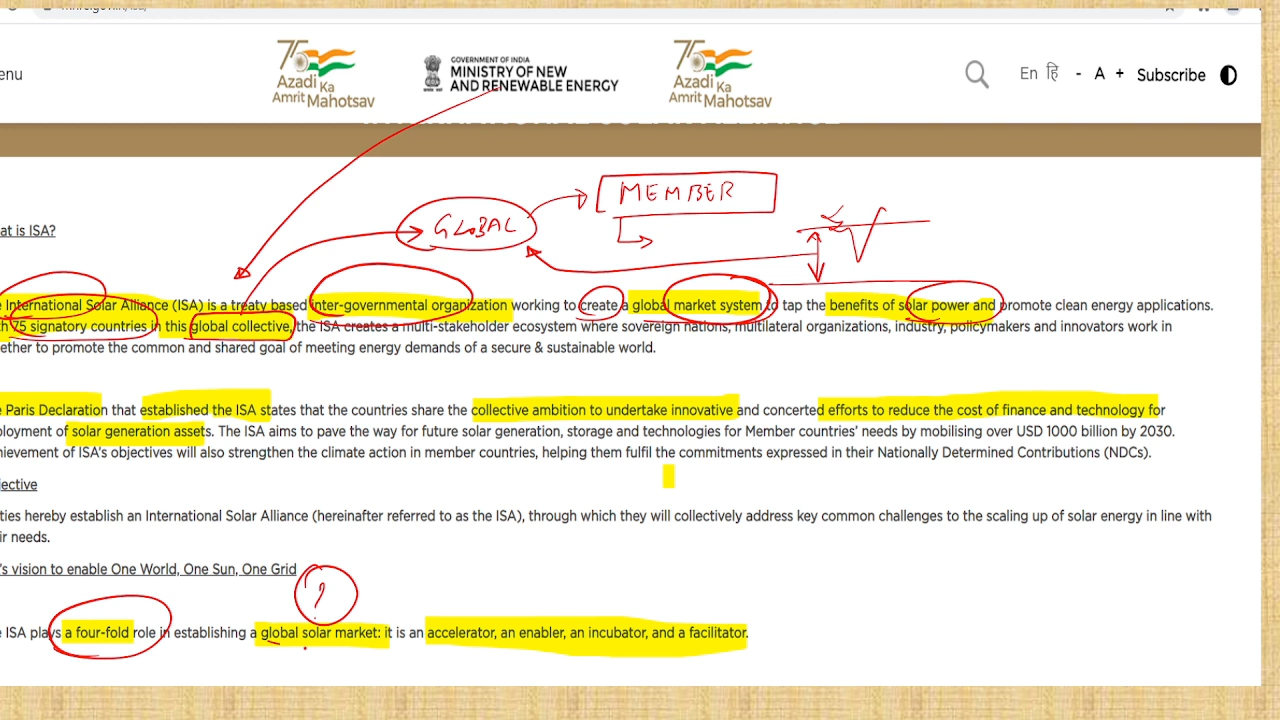 enu
75
Azadi
Ka
Amrit Mahotsav
GOVERNMENT OF INDIA
MINISTRY OF NEW
AND RENEWABLE ENERGY
75
Azadi
Ka
Amrit Mahotsav
En हि - A + Subscribe
MEMBER
GLOBAL
at is ISA?
e International Solar Alliance (ISA) is a treaty based inter-governmental organization working to create a global market system to tap the benefits of solar power and promote clean energy applications.
th 75 signatory countries in this global collective, the ISA creates a multi-stakeholder ecosystem where sovereign nations, multilateral organizations, industry, policymakers and innovators work in
ether to promote the common and shared goal of meeting energy demands of a secure & sustainable world.
e Paris Declaration that established the ISA states that the countries share the collective ambition to undertake innovative and concerted efforts to reduce the cost of finance and technology for
ployment of solar generation assets. The ISA aims to pave the way for future solar generation, storage and technologies for Member countries' needs by mobilising over USD 1000 billion by 2030.
hievement of ISA's objectives will also strengthen the climate action in member countries, helping them fulfil the commitments expressed in their Nationally Determined Contributions (NDCs).
jective
ties hereby establish an International Solar Alliance (hereinafter referred to as the ISA), through which they will collectively address key common challenges to the scaling up of solar energy in line with
ir needs.
's vision to enable One World, One Sun, One Grid
?
e ISA plays a four-fold role in establishing a global solar market: it is an accelerator, an enabler, an incubator, and a facilitator.